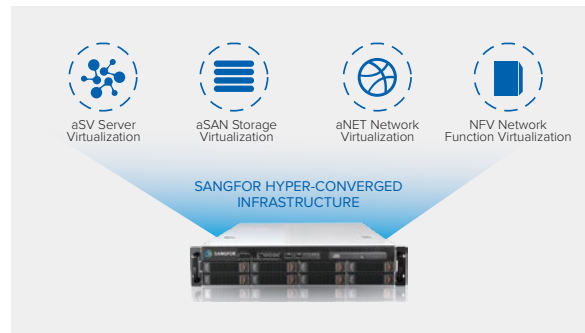 aSV Server
Virtualization
aSAN Storage
Virtualization
aNET Network
Virtualization
NFV Network
Function Virtualization
SANGFOR HYPER-CONVERGED
INFRASTRUCTURE
SANGFOR